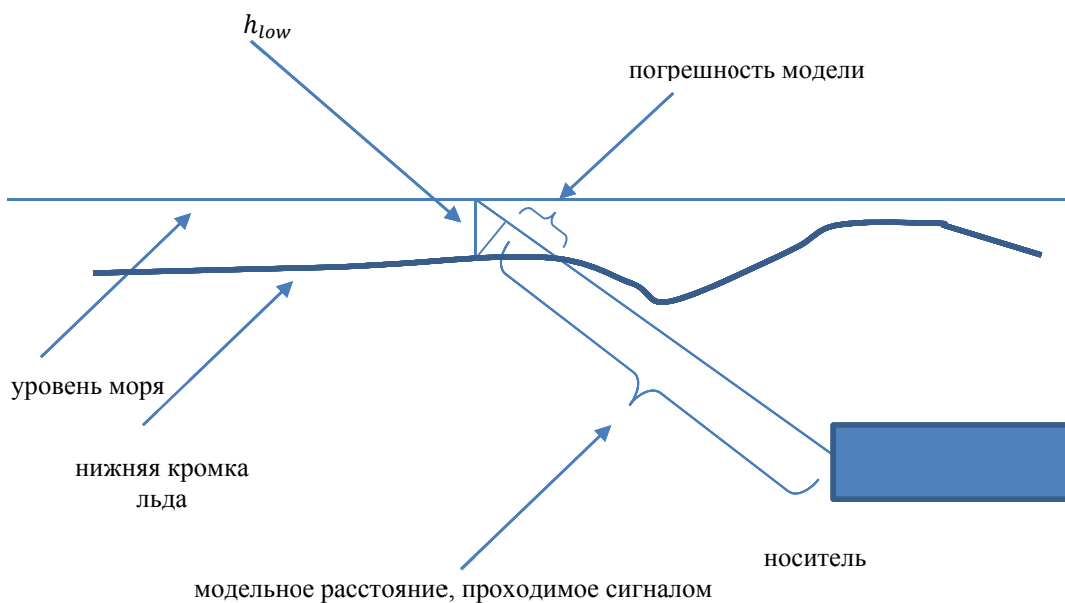 h_low
погрешность модели
уровень моря
нижняя кромка
льда
носитель
модельное расстояние, проходимое сигналом